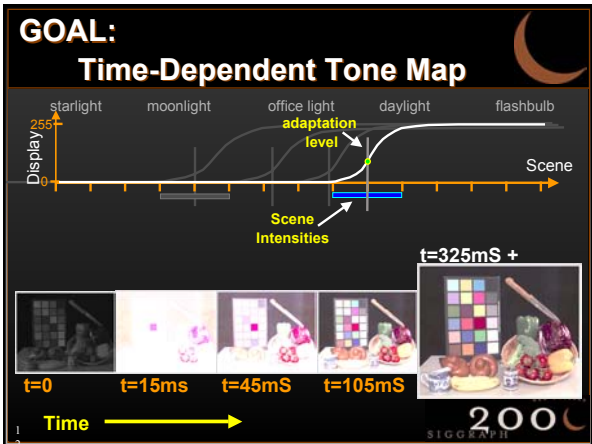 GOAL:
Time-Dependent Tone Map
starlight moonlight office light daylight flashbulb
255
adaptation
level
Display
0
Scene
Scene
Intensities
t=325mS +
t=0 t=15ms t=45mS t=105mS
Time
1
SIGGRAPH 200